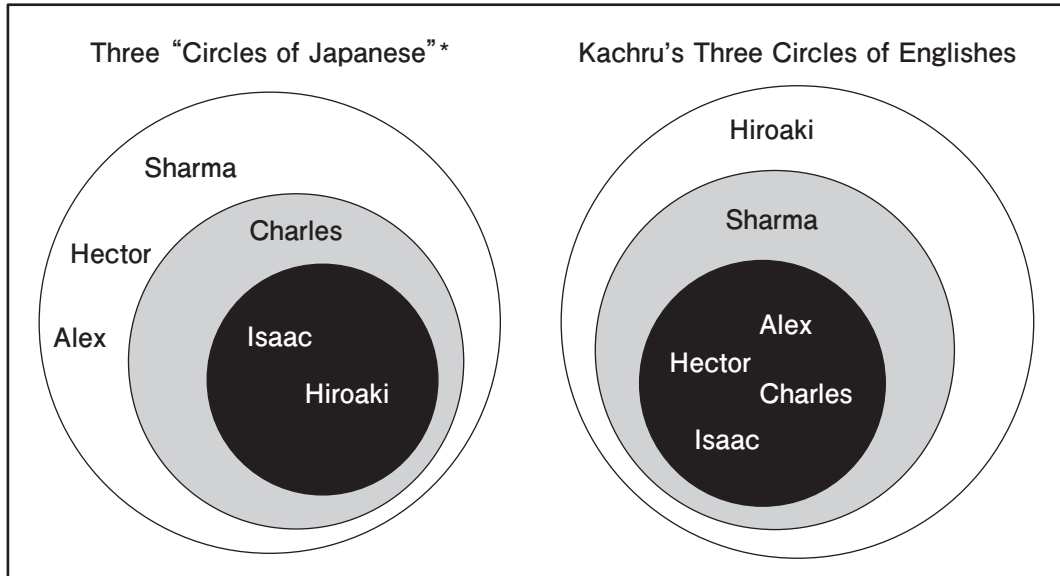 Three “Circles of Japanese”*
Sharma
Charles
Hector
Isaac
Alex
Hiroaki
Kachru's Three Circles of Englishes
Hiroaki
Sharma
Alex
Hector
Charles
Isaac